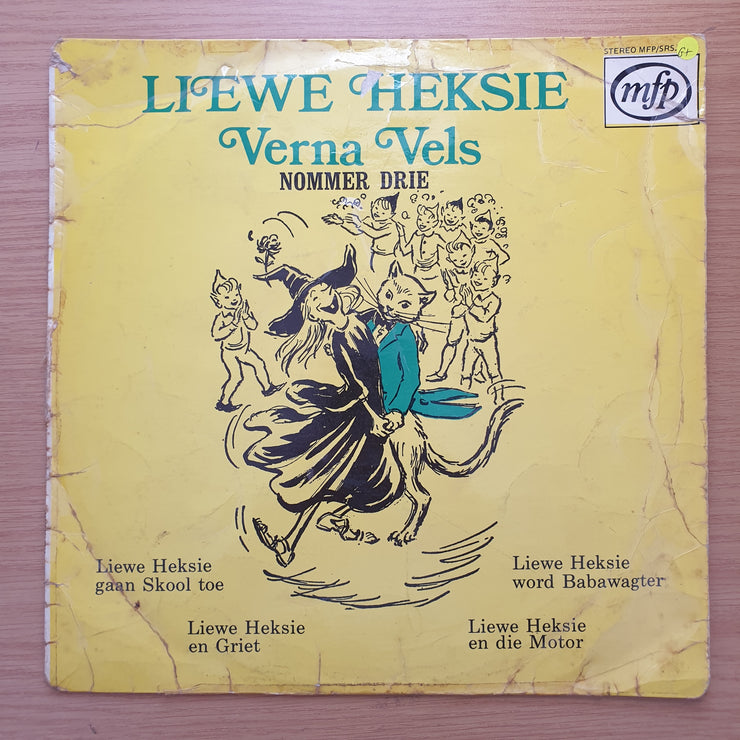 STEREO MFP/SRS.
G+
mfp
LIEWE HEKSIE
Verna Vels
NOMMER DRIE
Liewe Heksie
gaan Skool toe
Liewe Heksie
word Babawagter
Liewe Heksie
en Griet
Liewe Heksie
en die Motor